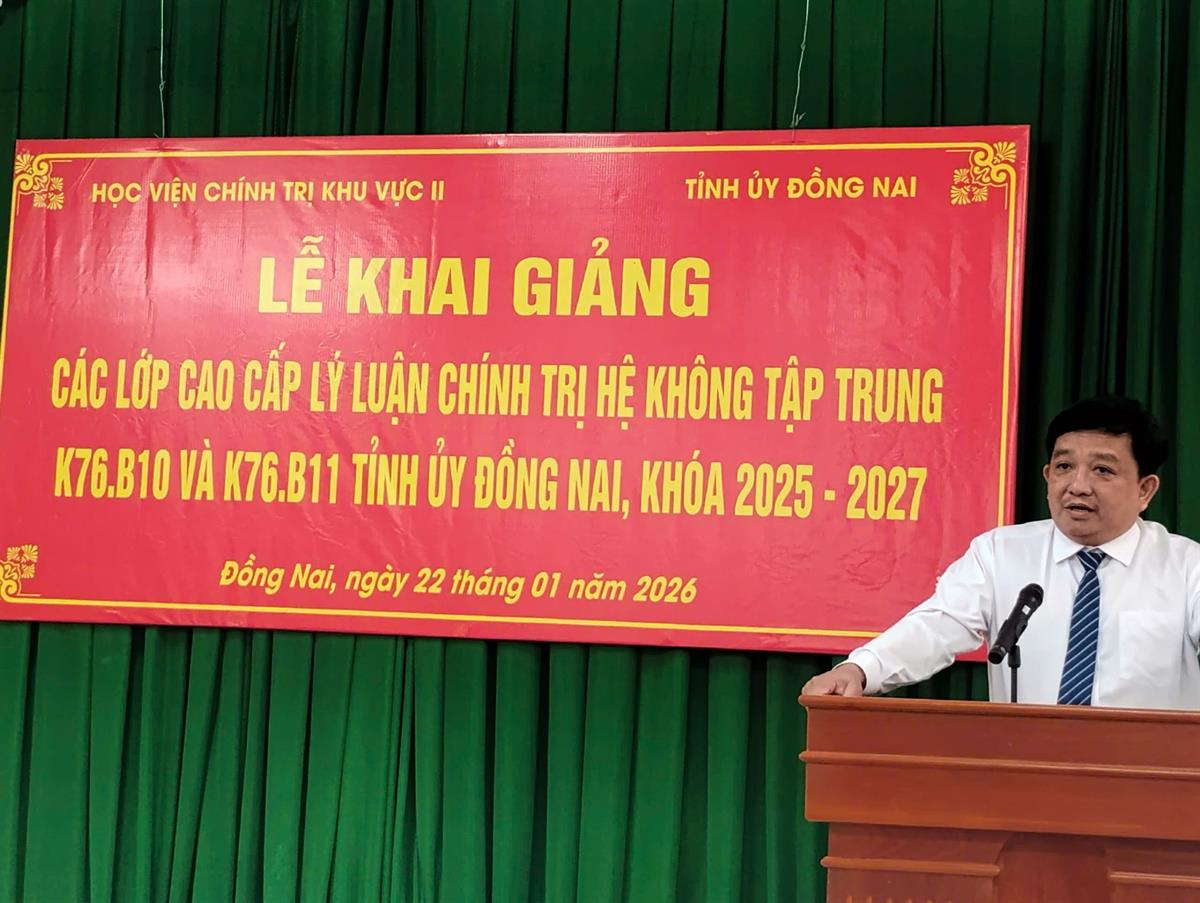 HỌC VIỆN CHÍNH TRỊ KHU VỰC II
TỈNH ỦY ĐỒNG NAI
LỄ KHAI GIẢNG
CÁC LỚP CAO CẤP LÝ LUẬN CHÍNH TRỊ HỆ KHÔNG TẬP TRUNG
K76.B10 VÀ K76.B11 TỈNH ỦY ĐỒNG NAI, KHÓA 2025 - 2027
Đồng Nai, ngày 22 tháng 01 năm 2026